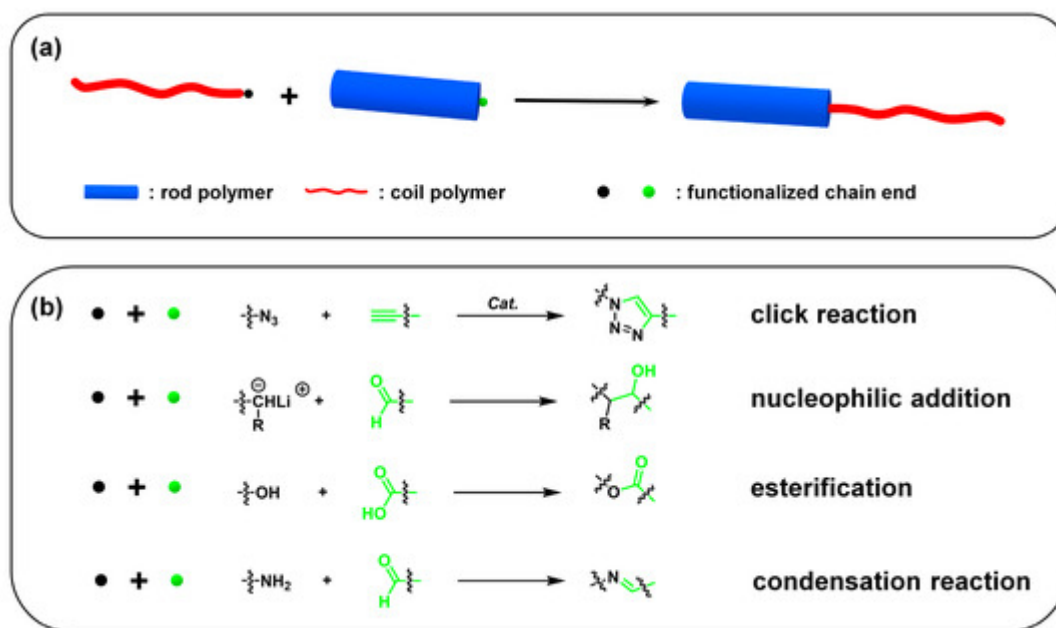 (a)
+
: rod polymer : coil polymer : functionalized chain end
(b)
+ N₃ + Cat. N N N click reaction
+ ⊖ CHLi ⊕ R + O H OH R nucleophilic addition
+ OH + O HO O O esterification
+ NH₂ + O H N condensation reaction